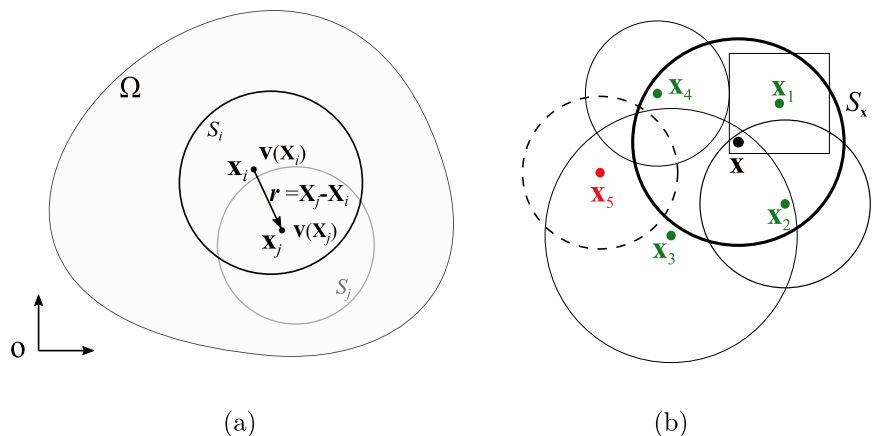 Ω
S_i
v(X_i)
x_i
r =X_j-X_i
v(X_j)
x_j
S_j
o
(a)
x_4
x_1
S_x
x
x_5
x_2
x_3
(b)